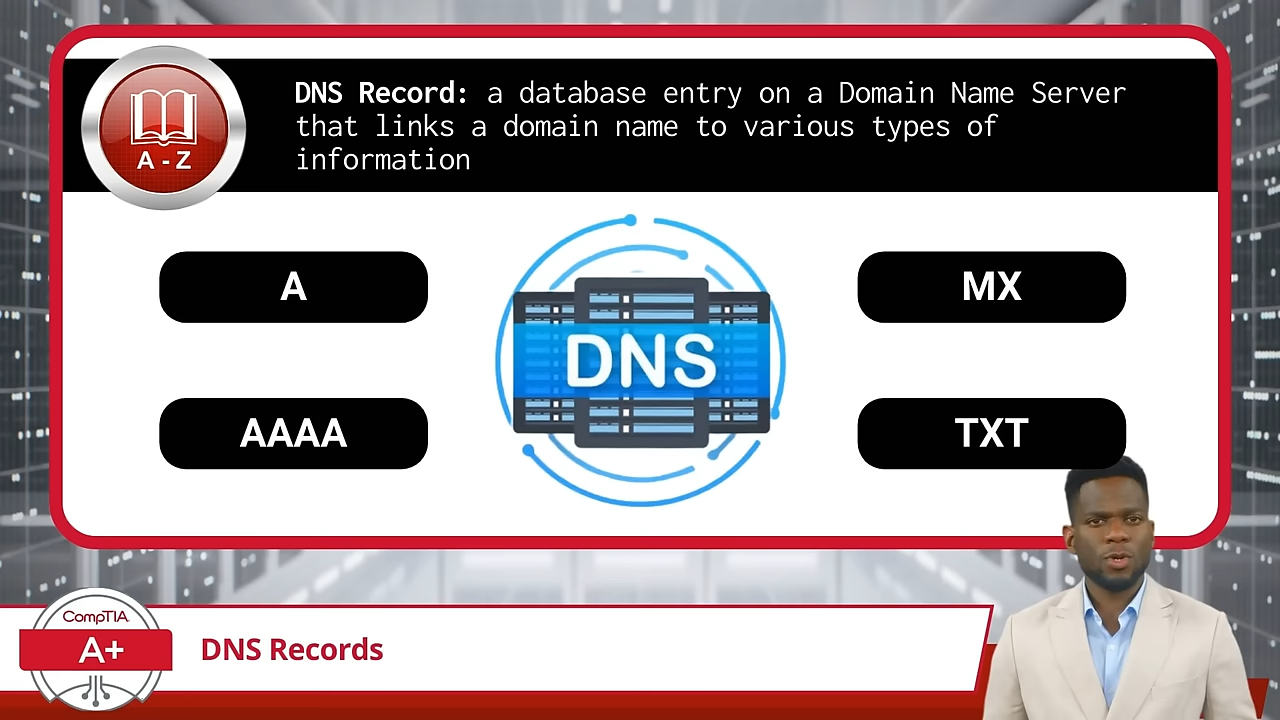 DNS Record: a database entry on a Domain Name Server
that links a domain name to various types of
information
A - Z
A
MX
DNS
AAAA
TXT
CompTIA
A+
DNS Records